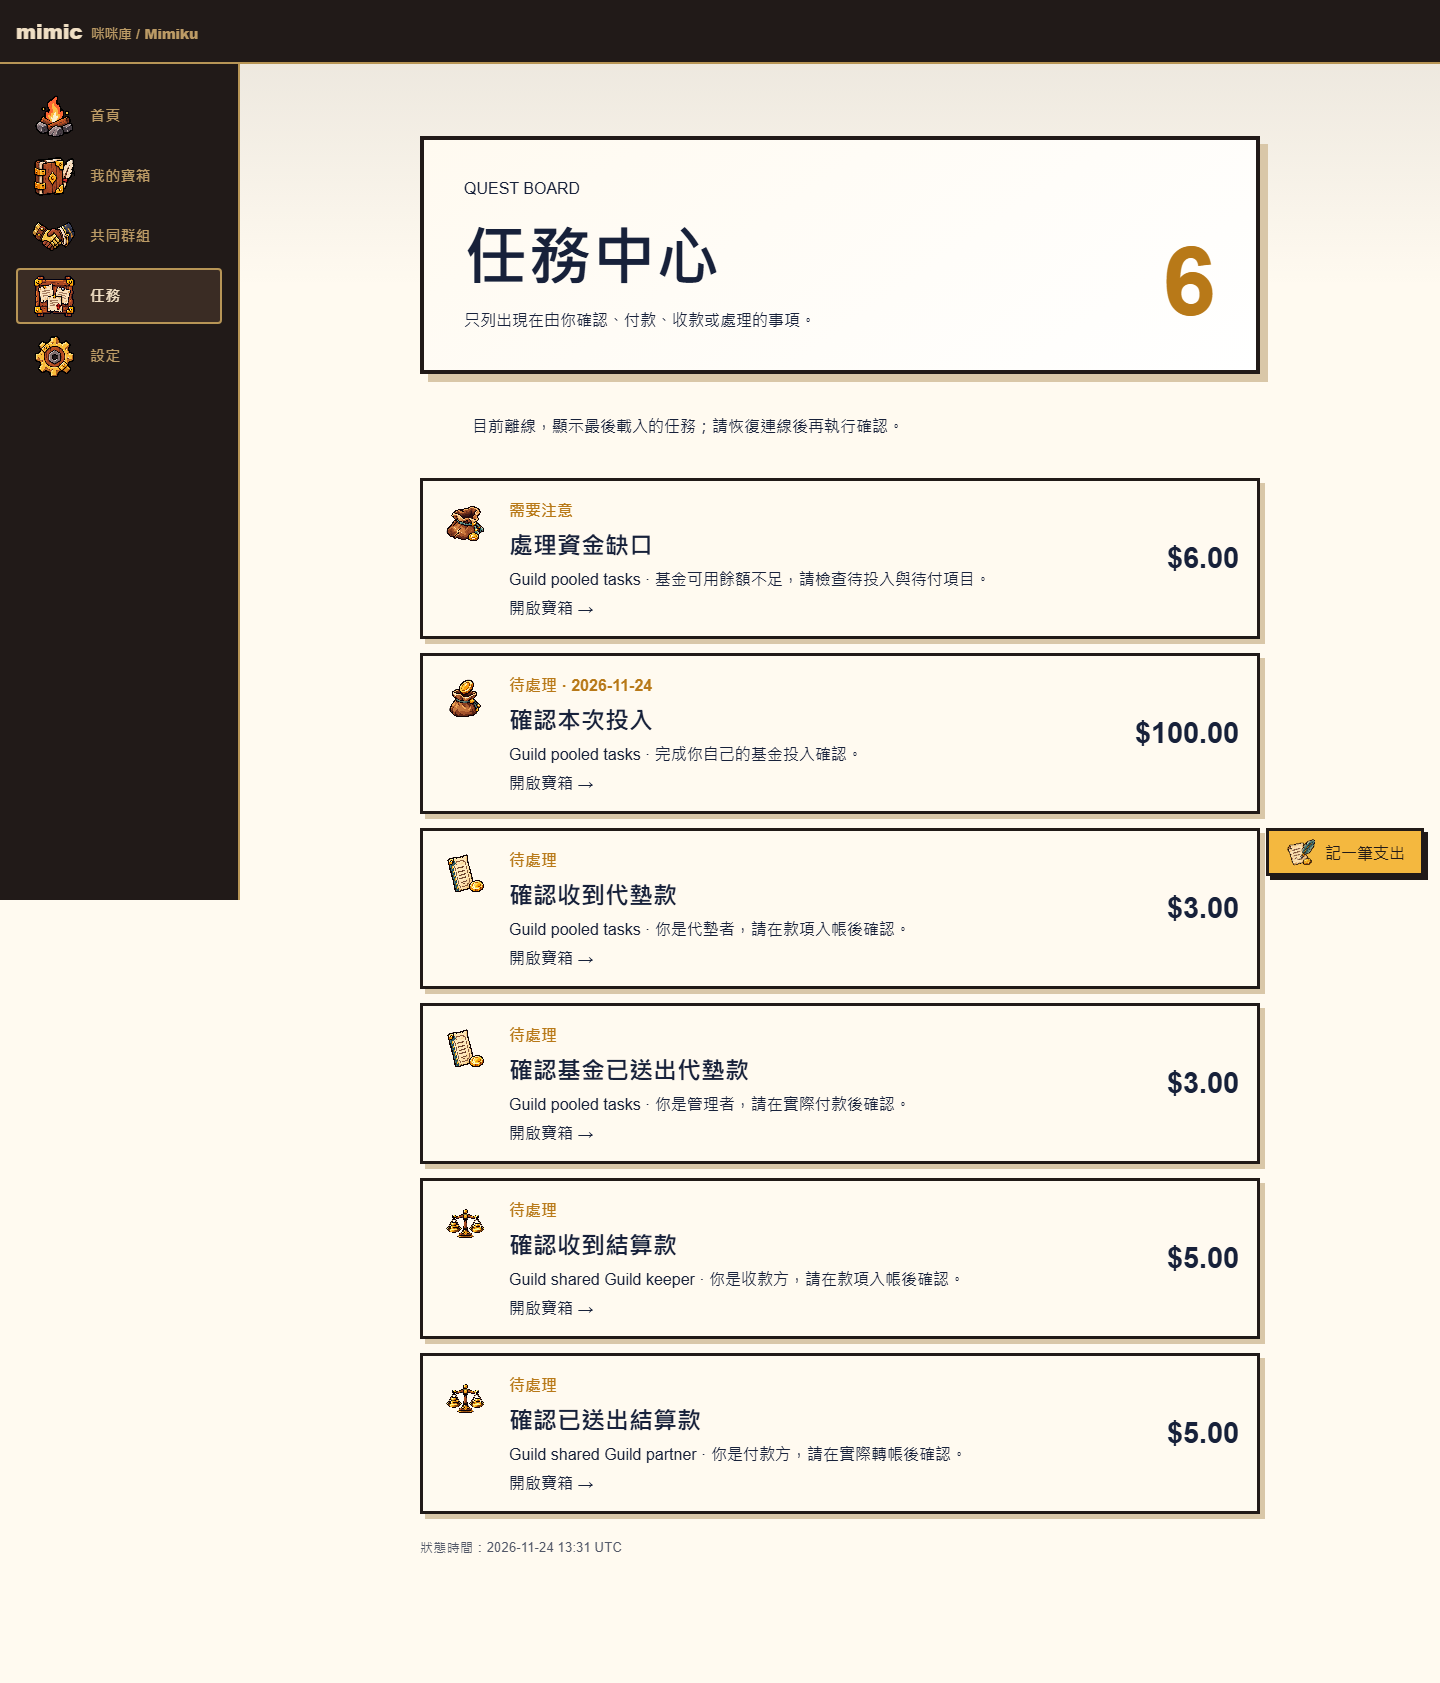 mimic 咪咪庫 / Mimiku
首頁
我的寶箱
共同群組
任務
設定
QUEST BOARD
任務中心
只列出現在由你確認、付款、收款或處理的事項。
6
目前離線，顯示最後載入的任務；請恢復連線後再執行確認。
需要注意
處理資金缺口
Guild pooled tasks · 基金可用餘額不足，請檢查待投入與待付項目。
開啟寶箱 →
$6.00
待處理 · 2026-11-24
確認本次投入
Guild pooled tasks · 完成你自己的基金投入確認。
開啟寶箱 →
$100.00
待處理
確認收到代墊款
Guild pooled tasks · 你是代墊者，請在款項入帳後確認。
開啟寶箱 →
$3.00
記一筆支出
待處理
確認基金已送出代墊款
Guild pooled tasks · 你是管理者，請在實際付款後確認。
開啟寶箱 →
$3.00
待處理
確認收到結算款
Guild shared Guild keeper · 你是收款方，請在款項入帳後確認。
開啟寶箱 →
$5.00
待處理
確認已送出結算款
Guild shared Guild partner · 你是付款方，請在實際轉帳後確認。
開啟寶箱 →
$5.00
狀態時間：2026-11-24 13:31 UTC